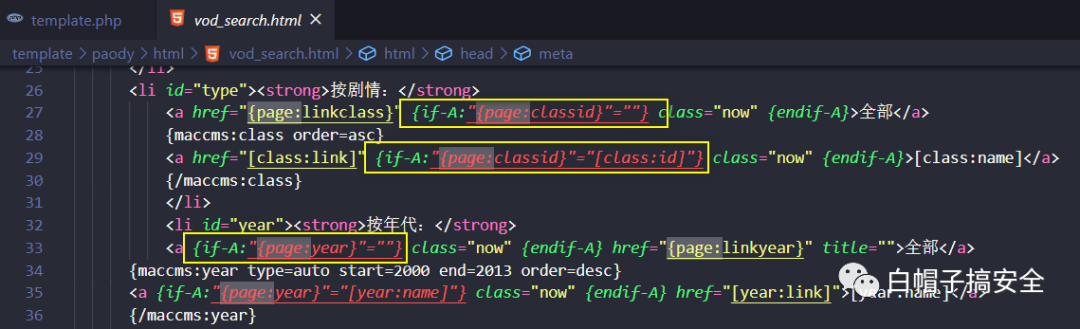 template.php vod_search.html ×
template > paody > html > vod_search.html > html > head > meta
25 </li>
26 <li id="type"><strong>按剧情：</strong>
27 <a href="{page:linkclass}" {if-A:"{page:classid}"=""} class="now" {endif-A}>全部</a>
28 {maccms:class order=asc}
29 <a href="[class:link]" {if-A:"{page:classid}"="[class:id]"} class="now" {endif-A}>[class:name]</a>
30 {/maccms:class}
31 </li>
32 <li id="year"><strong>按年代：</strong>
33 <a {if-A:"{page:year}"=""} class="now" {endif-A} href="{page:linkyear}" title="">全部</a>
34 {maccms:year type=auto start=2000 end=2013 order=desc}
35 <a {if-A:"{page:year}"="[year:name]"} class="now" {endif-A} href="[year:link]">[year:name]</a>
36 {/maccms:year}
白帽子搞安全